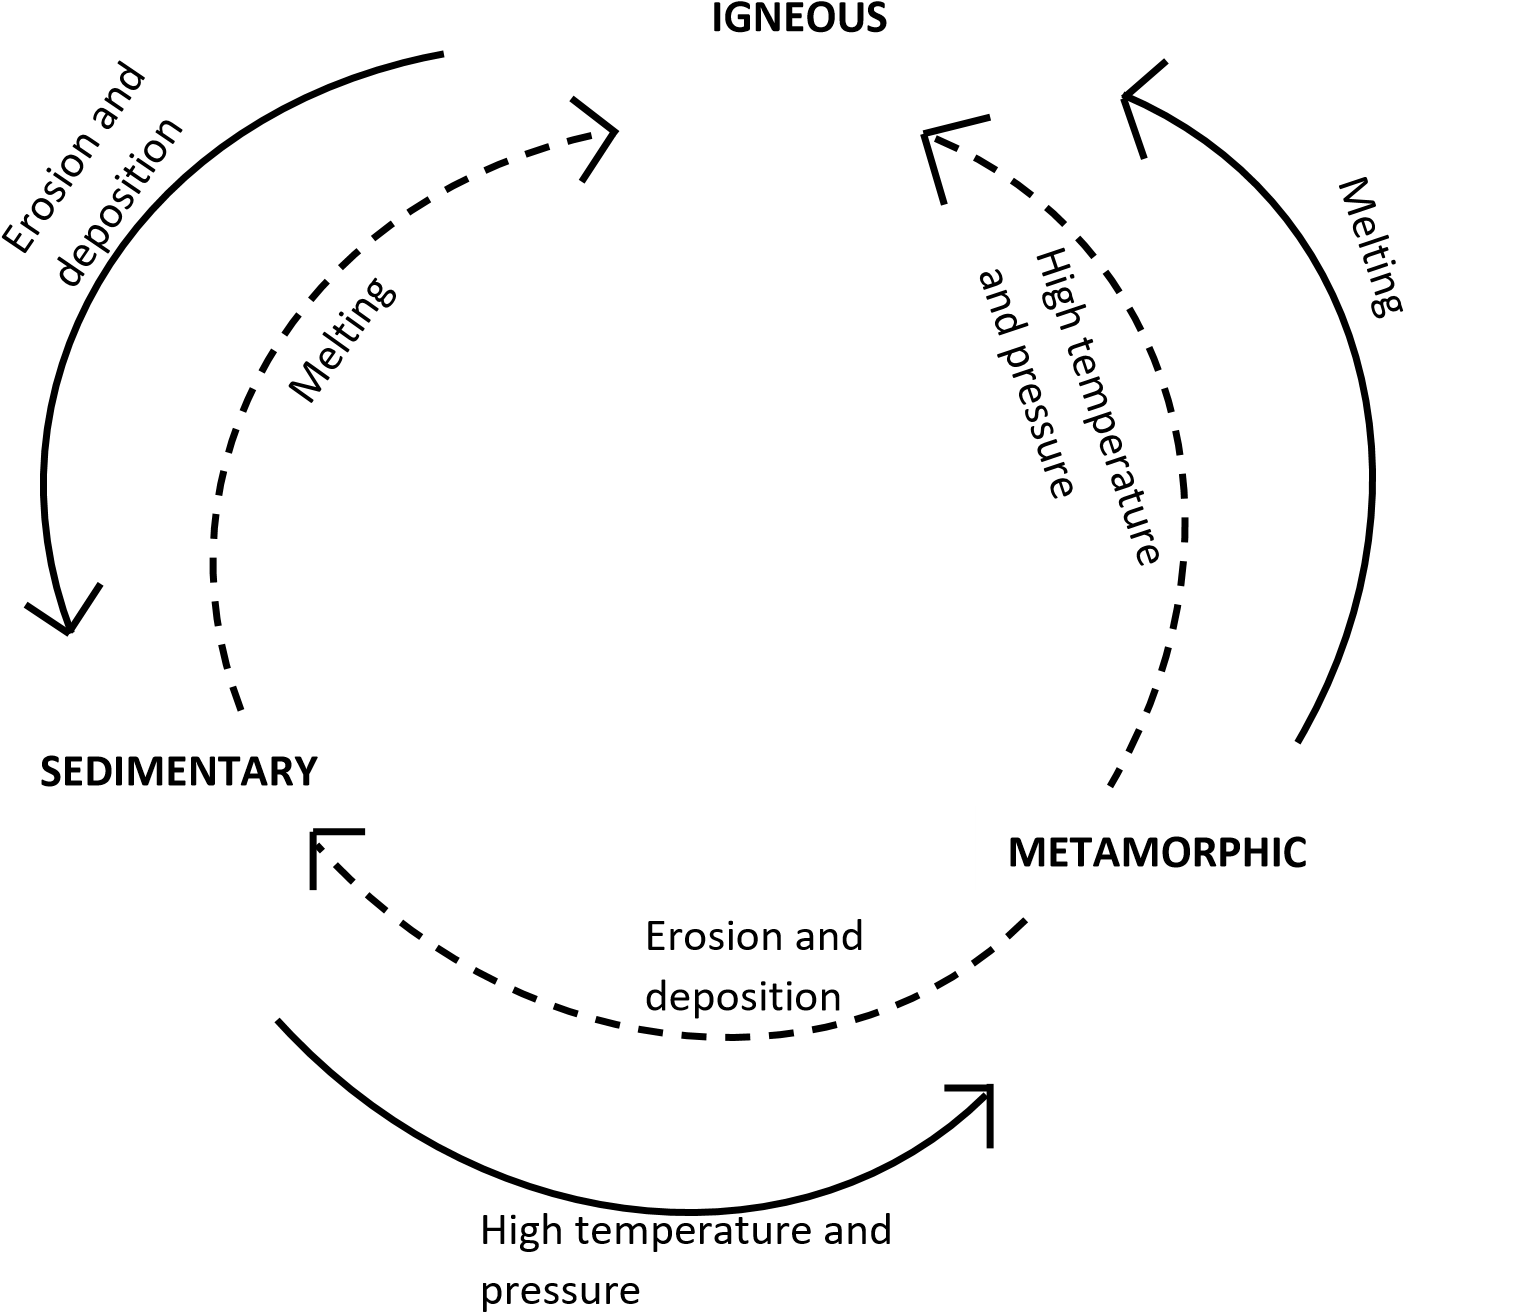 IGNEOUS
Erosion and
deposition
Melting
High temperature
and pressure
Melting
SEDIMENTARY
METAMORPHIC
Erosion and
deposition
High temperature and
pressure